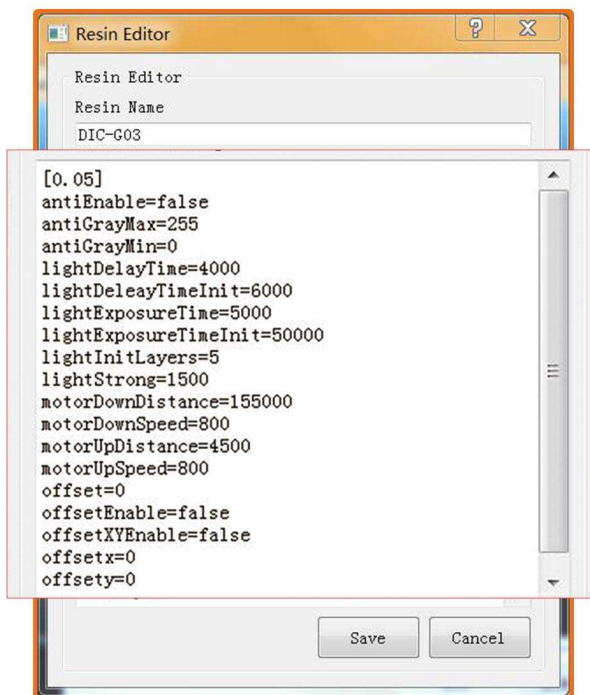 Resin Editor
Resin Editor
Resin Name
DIC-G03
[0.05]
antiEnable=false
antiGrayMax=255
antiGrayMin=0
lightDelayTime=4000
lightDeleayTimeInit=6000
lightExposureTime=5000
lightExposureTimeInit=50000
lightInitLayers=5
lightStrong=1500
motorDownDistance=155000
motorDownSpeed=800
motorUpDistance=4500
motorUpSpeed=800
offset=0
offsetEnable=false
offsetXYEnable=false
offsetx=0
offsety=0
Save Cancel